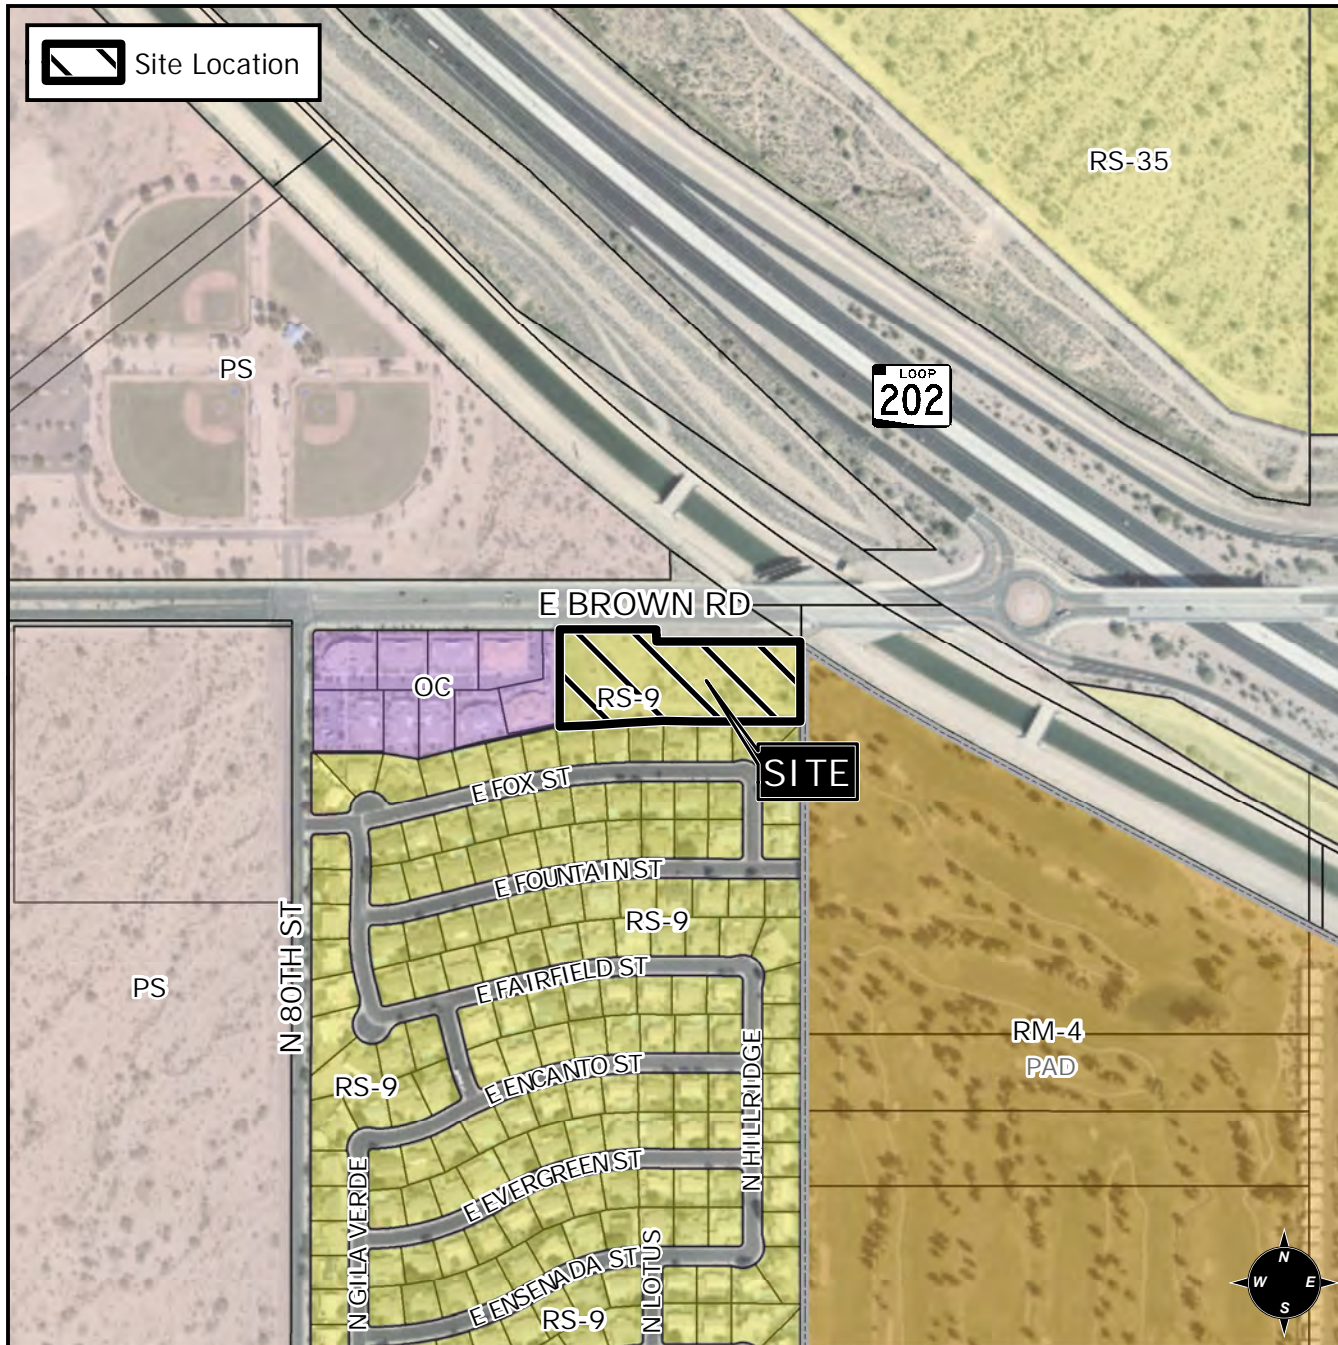 Site Location
RS-35
PS
LOOP
202
E BROWN RD
OC
RS-9
SITE
E FOX ST
E FOUNTAIN ST
RS-9
N 80TH ST
E FAIRFIELD ST
PS
RM-4
PAD
RS-9
E ENCANTO ST
N HILLRIDGE
N GILA VERDE
E EVERGREEN ST
E ENSENADA ST
N LOTUS
RS-9
N
W
E
S